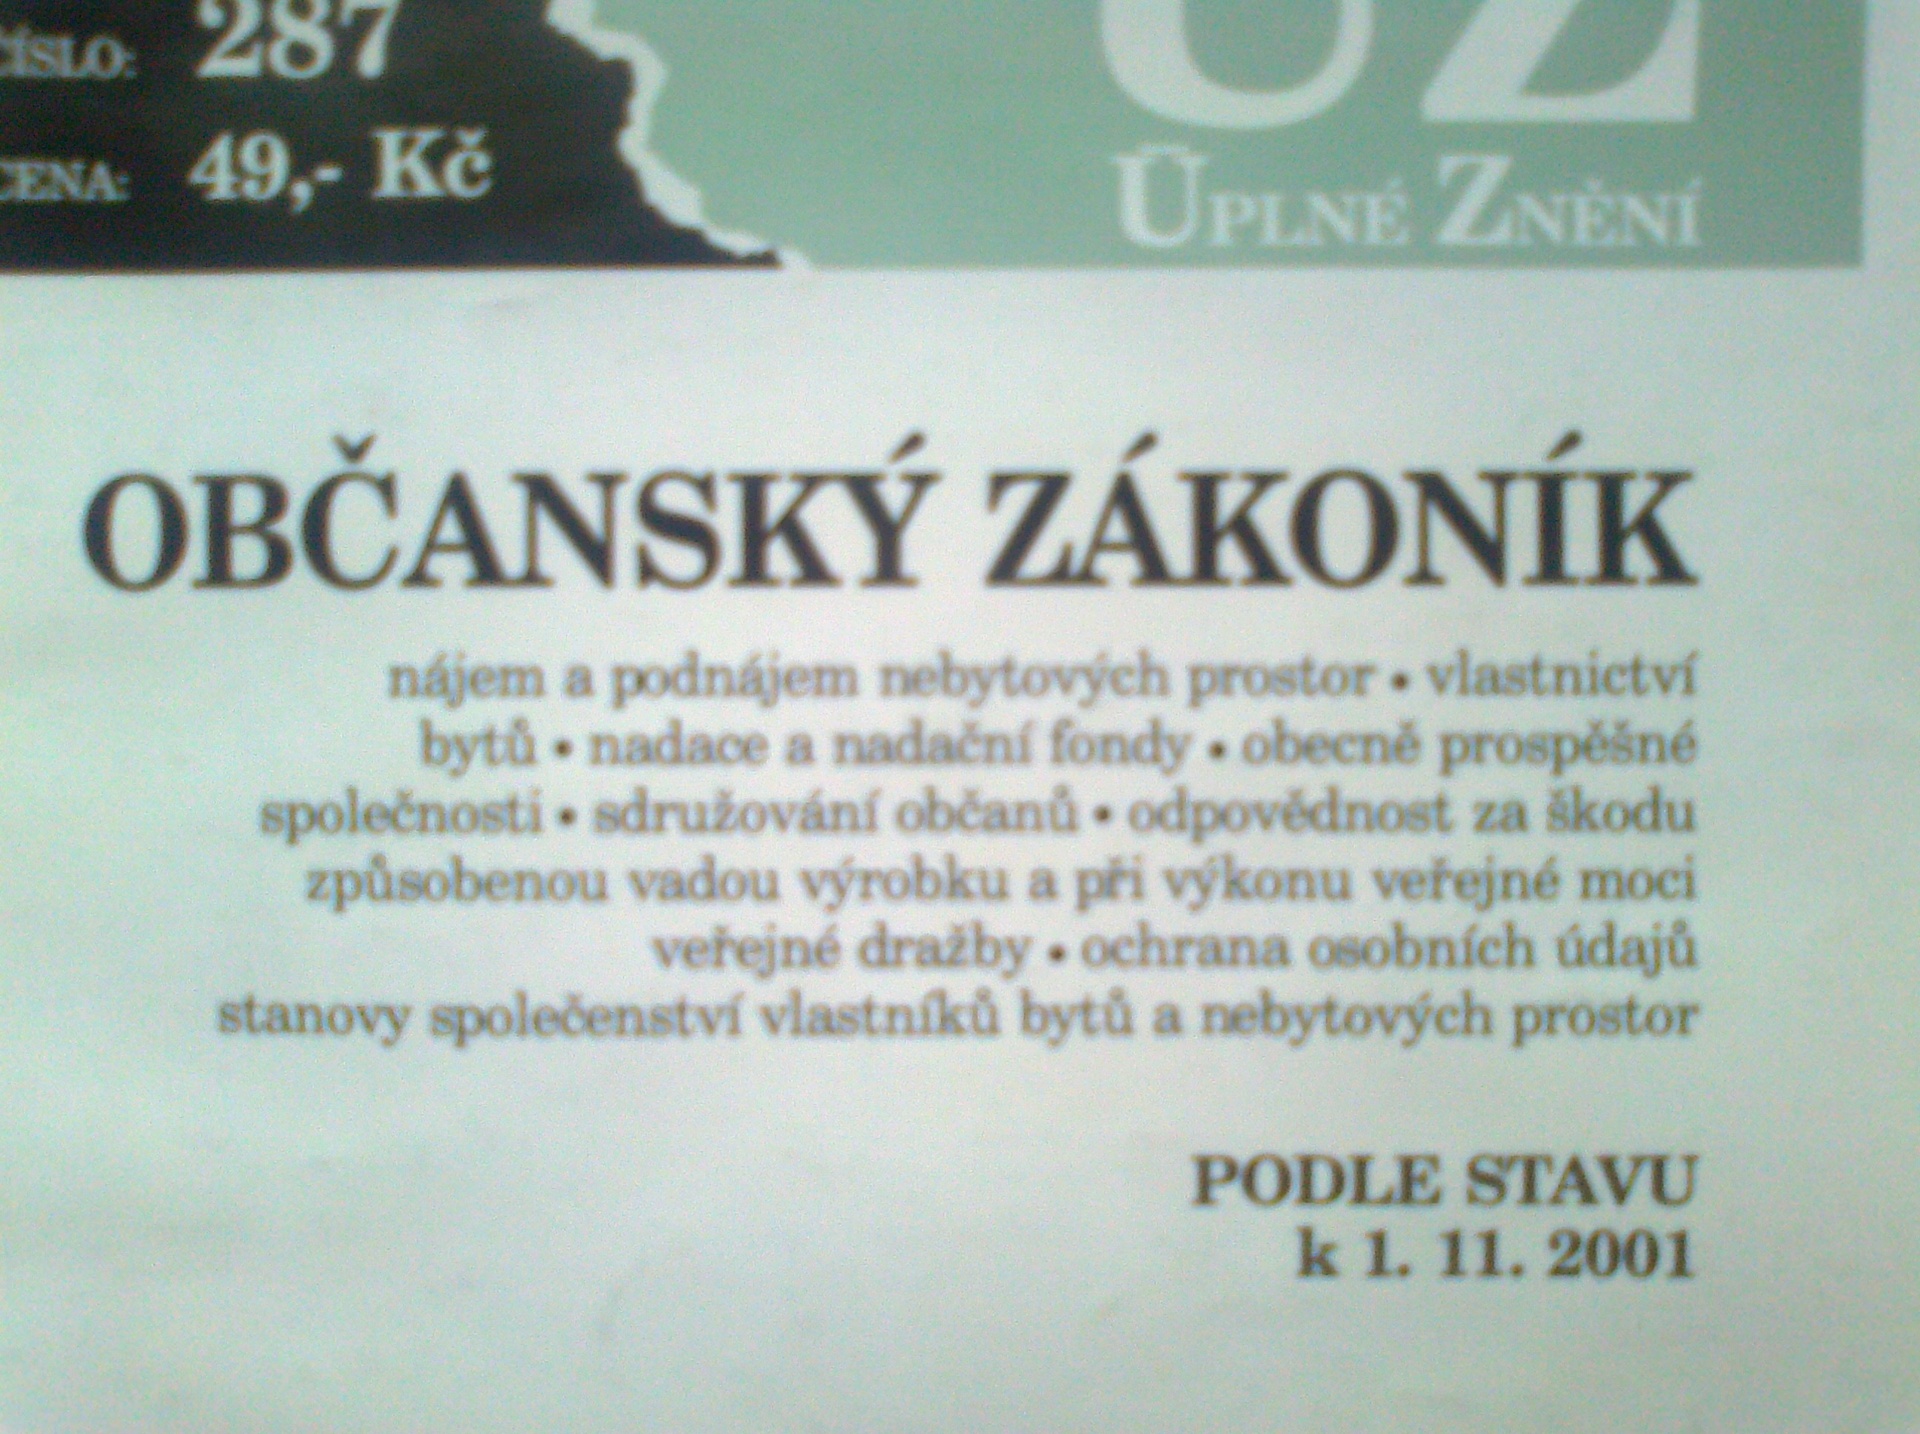 ČÍSLO: 287
CENA: 49,- Kč
ÚZ
ÚPLNÉ ZNĚNÍ
OBČANSKÝ ZÁKONÍK
nájem a podnájem nebytových prostor • vlastnictví
bytů • nadace a nadační fondy • obecně prospěšné
společnosti • sdružování občanů • odpovědnost za škodu
způsobenou vadou výrobku a při výkonu veřejné moci
veřejné dražby • ochrana osobních údajů
stanovy společenství vlastníků bytů a nebytových prostor
PODLE STAVU
k 1. 11. 2001